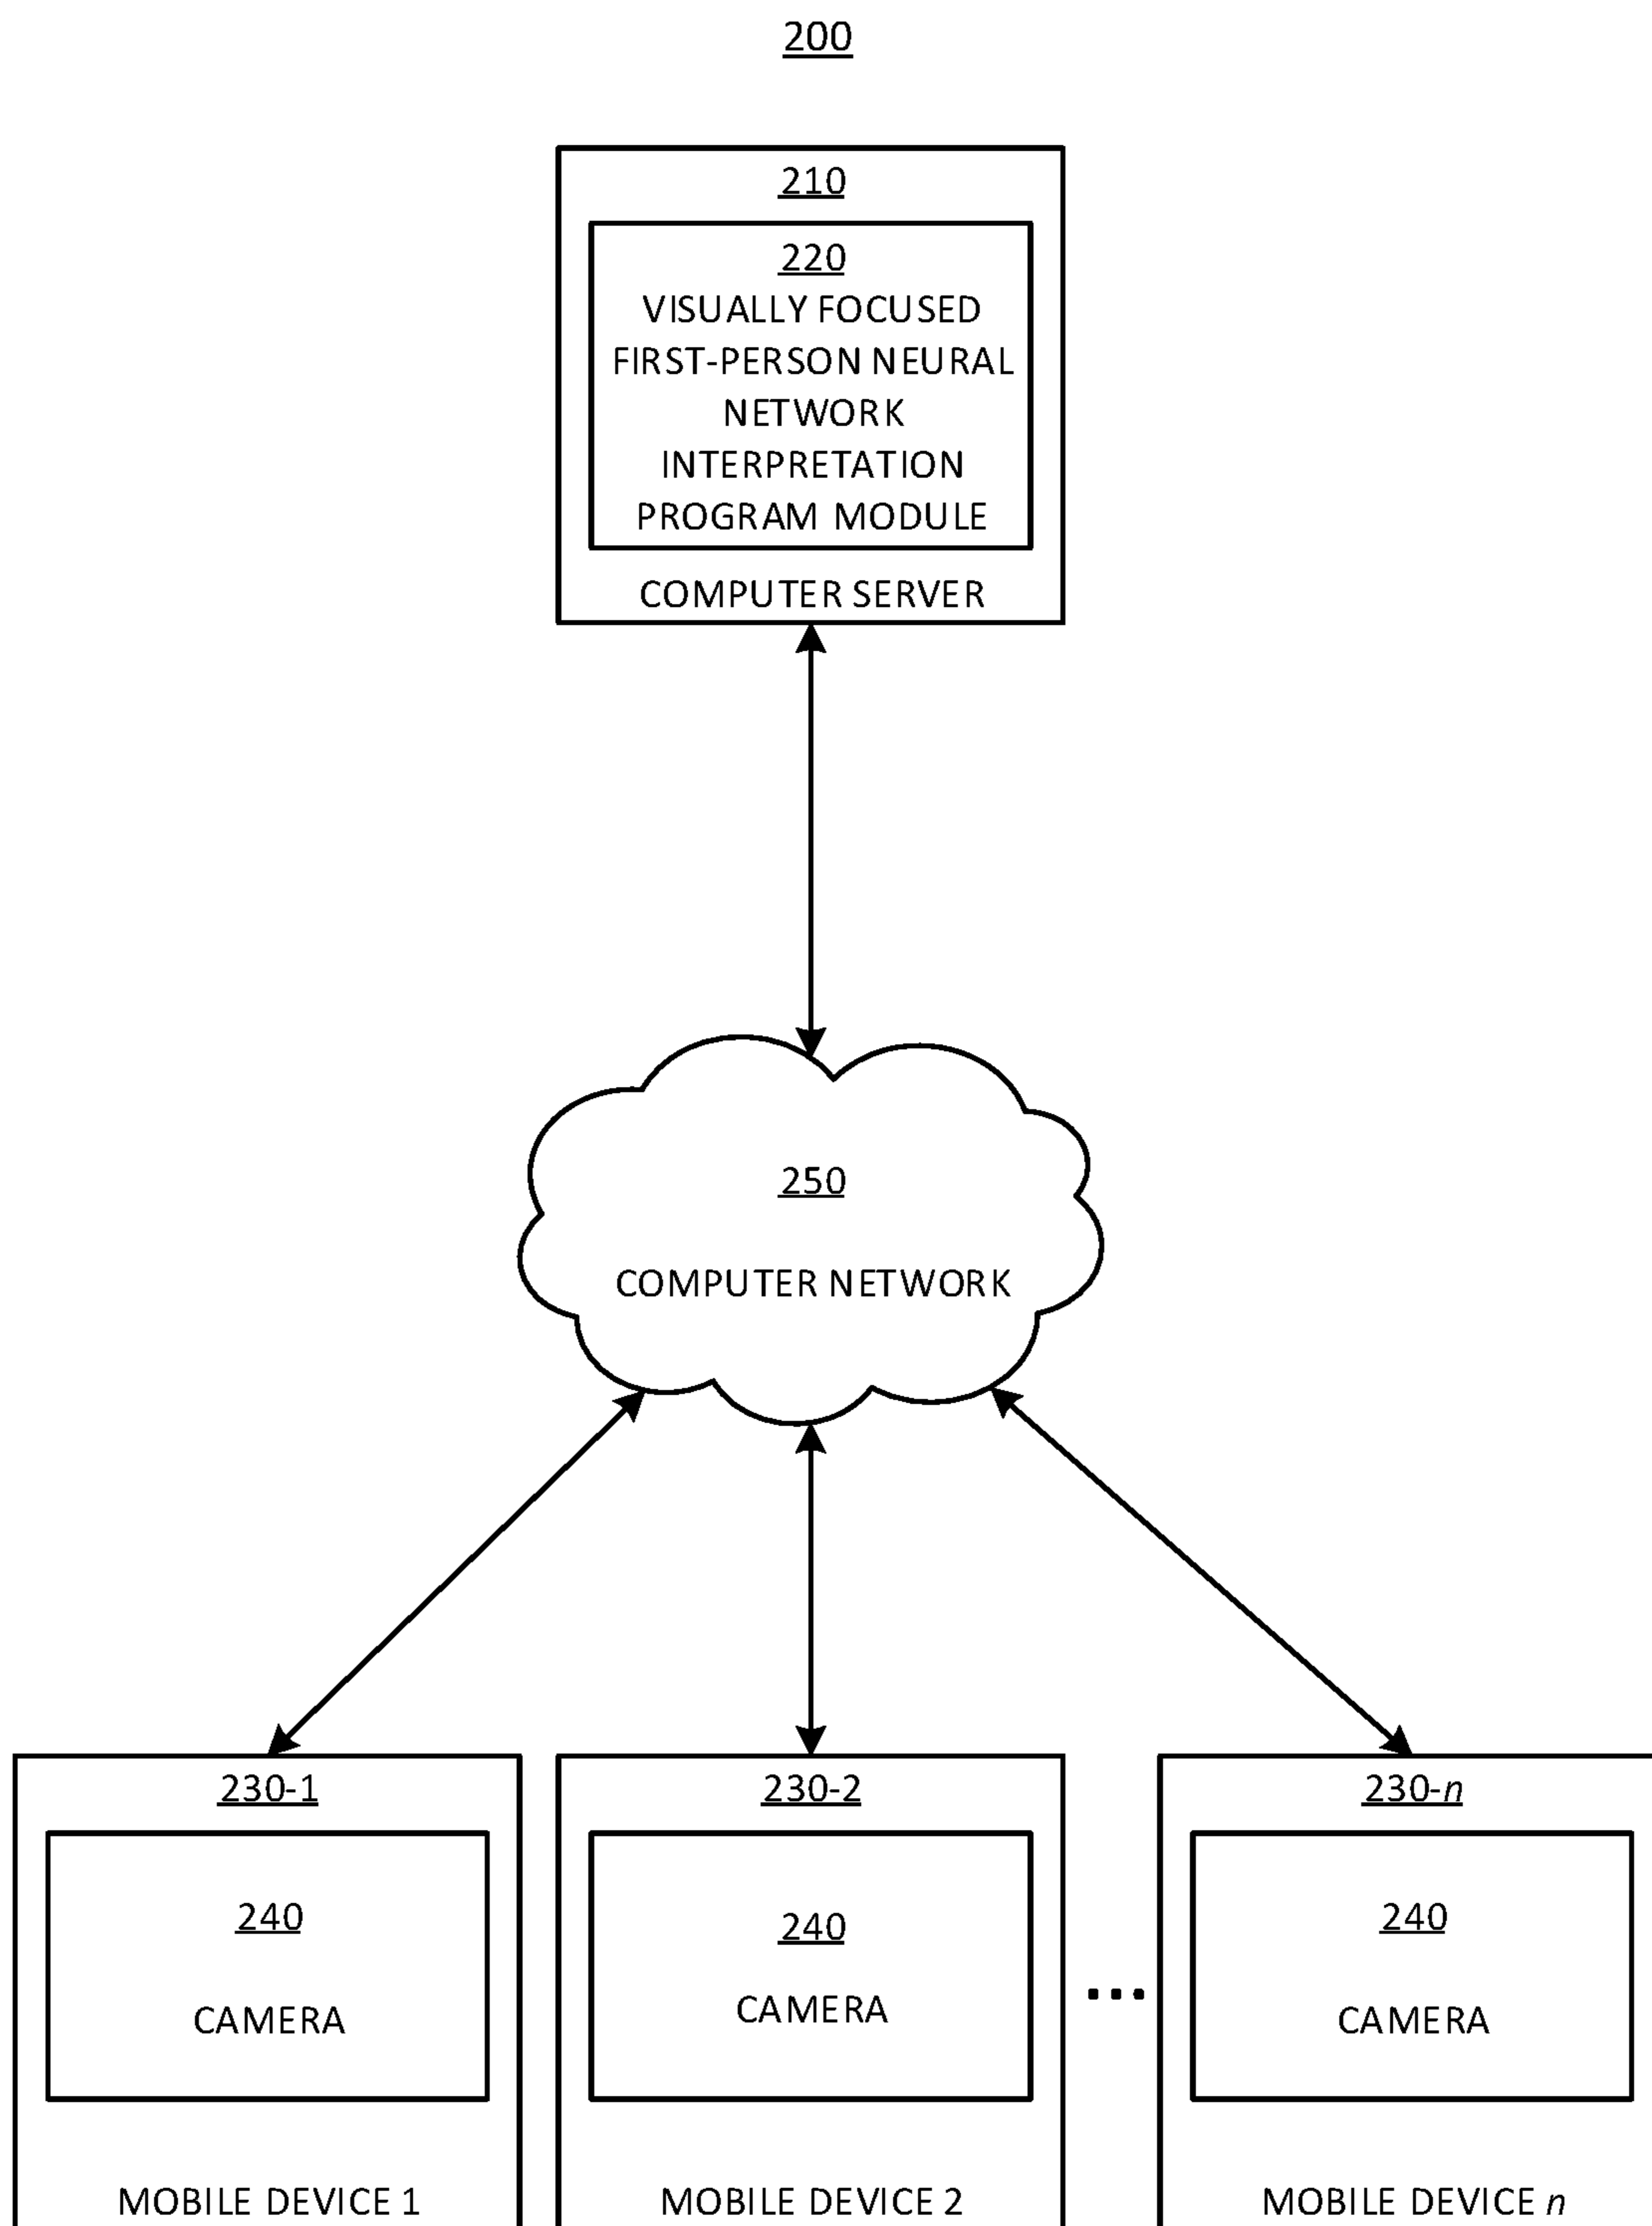 200
210
220
VISUALLY FOCUSED
FIRST-PERSON NEURAL
NETWORK
INTERPRETATION
PROGRAM MODULE
COMPUTER SERVER
250
COMPUTER NETWORK
230-1
240
CAMERA
MOBILE DEVICE 1
230-2
240
CAMERA
MOBILE DEVICE 2
...
230-n
240
CAMERA
MOBILE DEVICE n